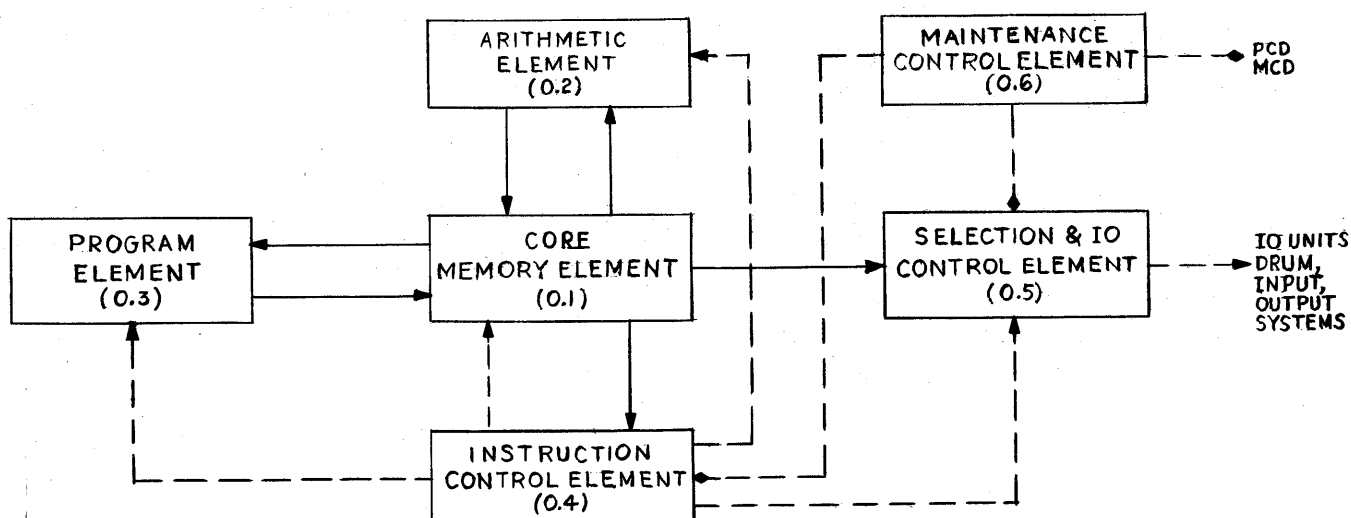 ARITHMETIC
ELEMENT
(0.2)
MAINTENANCE
CONTROL ELEMENT
(0.6)
PCD
MCD
PROGRAM
ELEMENT
(0.3)
CORE
MEMORY ELEMENT
(0.1)
SELECTION & IO
CONTROL ELEMENT
(0.5)
IO UNITS
DRUM,
INPUT,
OUTPUT
SYSTEMS
INSTRUCTION
CONTROL ELEMENT
(0.4)